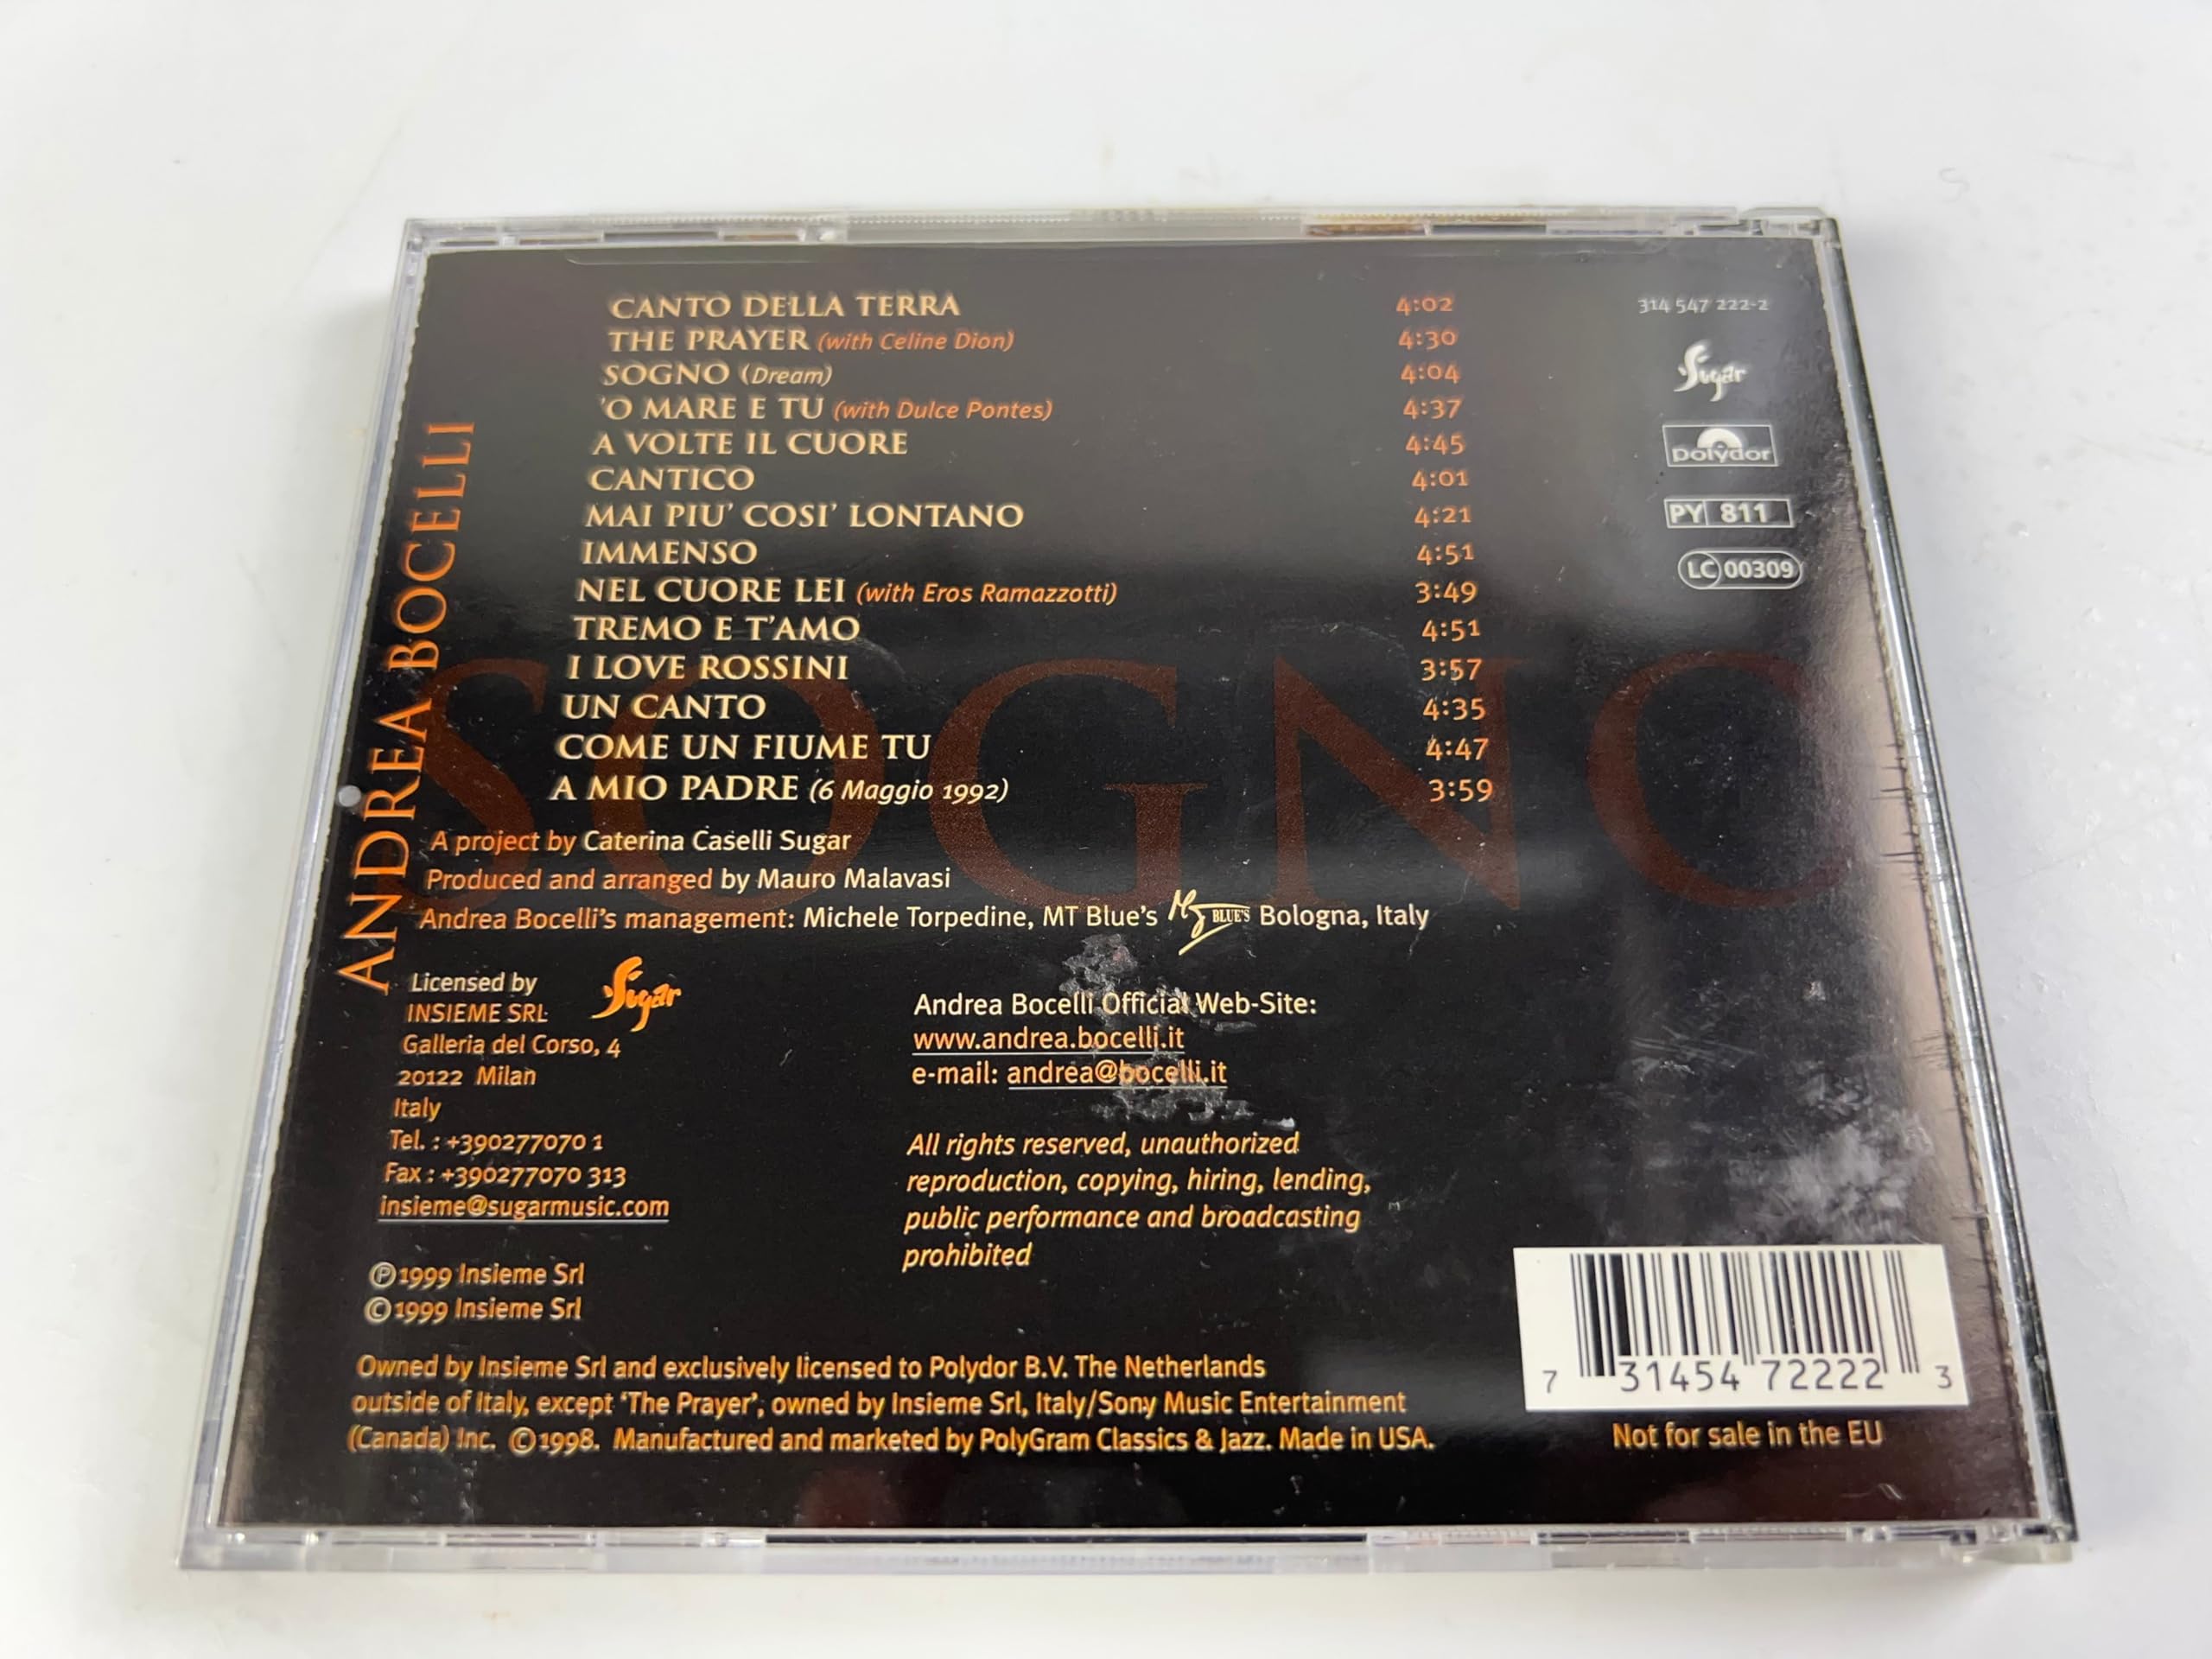 CANTO DELLA TERRA 4:02
THE PRAYER (with Celine Dion) 4:30
SOGNO (Dream) 4:04
'O MARE E TU (with Dulce Pontes) 4:37
A VOLTE IL CUORE 4:45
CANTICO 4:01
MAI PIU' COSI' LONTANO 4:21
IMMENSO 4:51
NEL CUORE LEI (with Eros Ramazzotti) 3:49
TREMO E T'AMO 4:51
I LOVE ROSSINI 3:57
UN CANTO 4:35
COME UN FIUME TU 4:47
A MIO PADRE (6 Maggio 1992) 3:59
314 547 222-2
Sugar
polydor
PY 811
LC 00309
ANDREA BOCELLI
SOGNO
A project by Caterina Caselli Sugar
Produced and arranged by Mauro Malavasi
Andrea Bocelli's management: Michele Torpedine, MT Blue's MT BLUE'S Bologna, Italy
Licensed by
INSIEME SRL
Sugar
Galleria del Corso, 4
20122 Milan
Italy
Tel. : +390277070 1
Fax : +390277070 313
insieme@sugarmusic.com
Andrea Bocelli Official Web-Site:
www.andrea.bocelli.it
e-mail: andrea@bocelli.it
All rights reserved, unauthorized
reproduction, copying, hiring, lending,
public performance and broadcasting
prohibited
℗1999 Insieme Srl
©1999 Insieme Srl
Owned by Insieme Srl and exclusively licensed to Polydor B.V. The Netherlands
outside of Italy, except 'The Prayer', owned by Insieme Srl, Italy/Sony Music Entertainment
(Canada) Inc. ©1998. Manufactured and marketed by PolyGram Classics & Jazz. Made in USA.
7 31454 72222 3
Not for sale in the EU